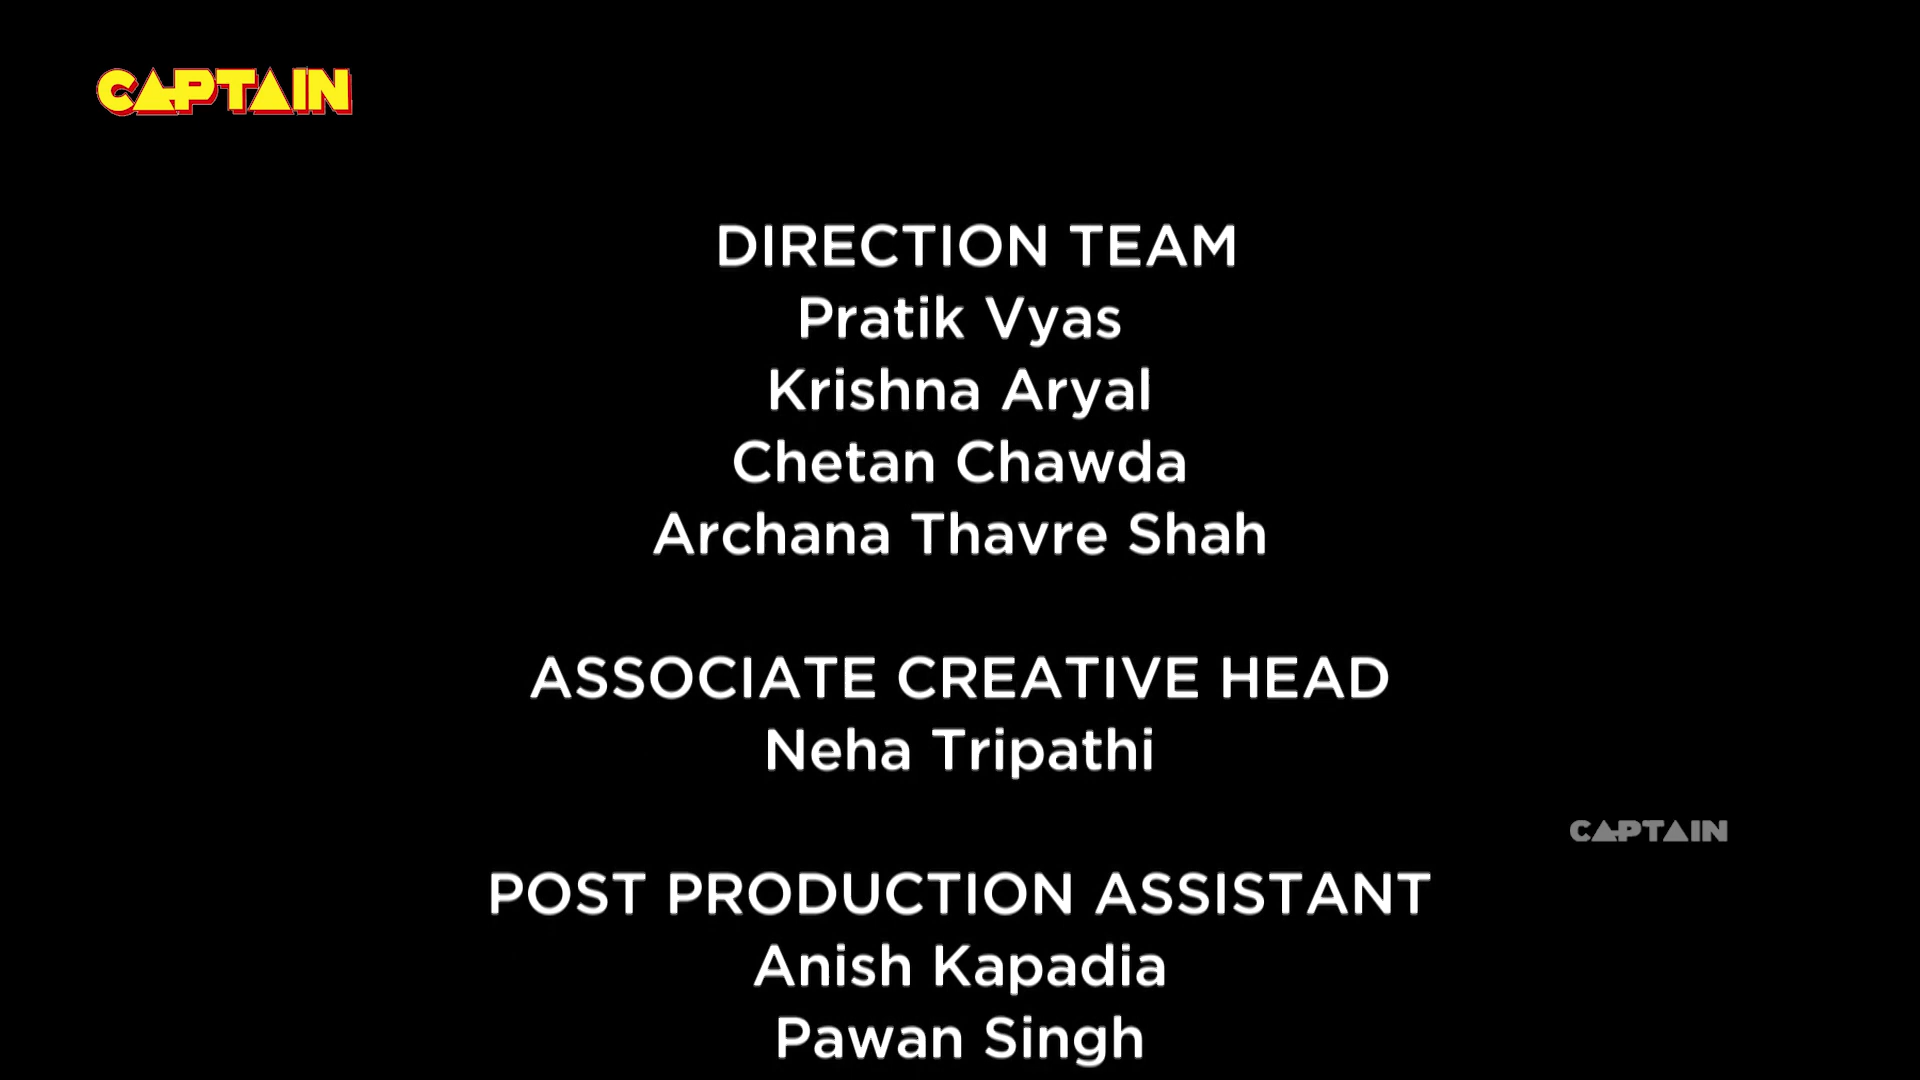 CAPTAIN
DIRECTION TEAM
Pratik Vyas
Krishna Aryal
Chetan Chawda
Archana Thavre Shah
ASSOCIATE CREATIVE HEAD
Neha Tripathi
CAPTAIN
POST PRODUCTION ASSISTANT
Anish Kapadia
Pawan Singh